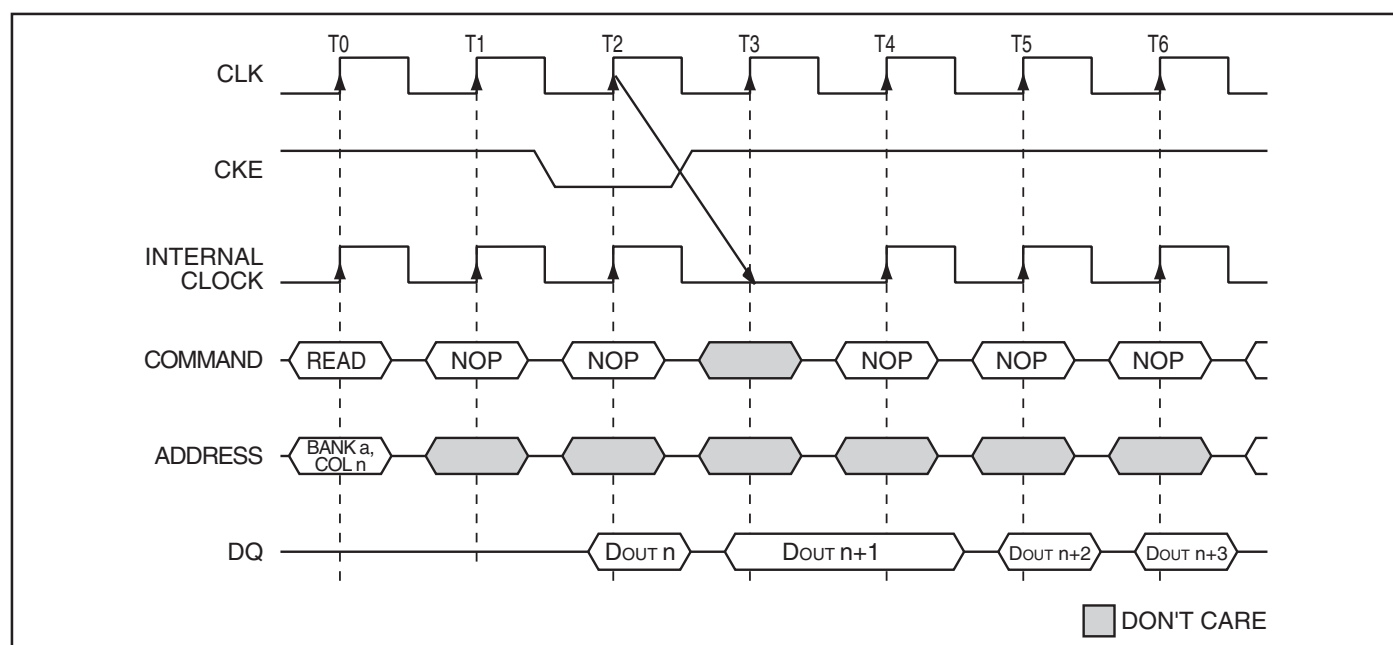 T0 T1 T2 T3 T4 T5 T6
CLK
CKE
INTERNAL
CLOCK
COMMAND READ NOP NOP NOP NOP NOP
ADDRESS BANK a,
COL n
DQ DOUT n DOUT n+1 DOUT n+2 DOUT n+3
DON'T CARE